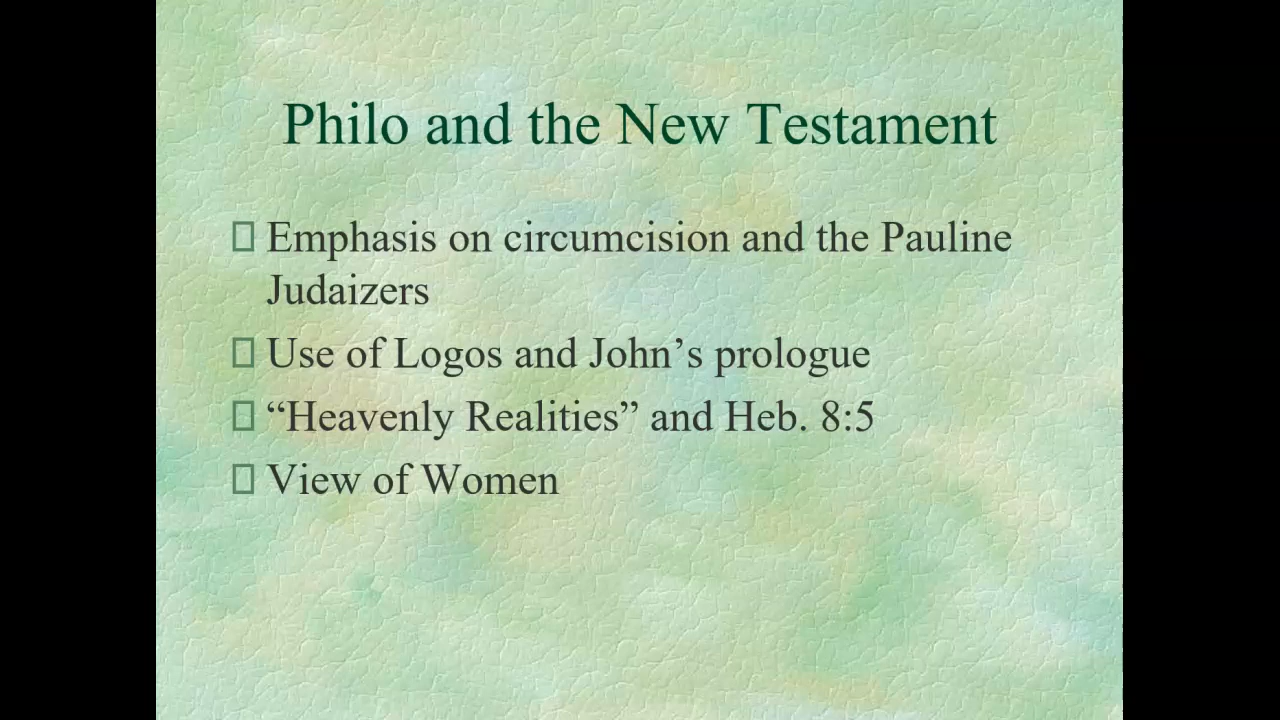 Philo and the New Testament
Emphasis on circumcision and the Pauline
Judaizers
Use of Logos and John’s prologue
“Heavenly Realities” and Heb. 8:5
View of Women